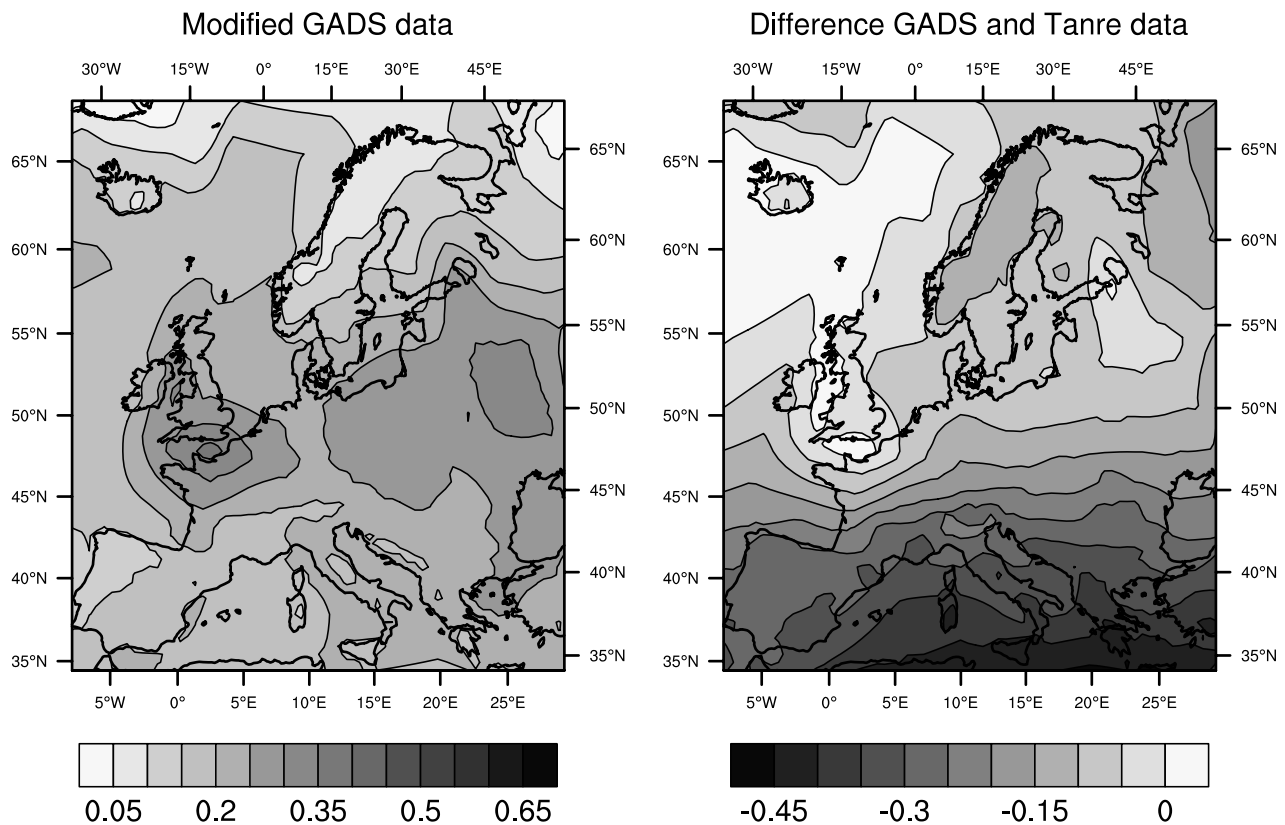 Modified GADS data
30°W 15°W 0° 15°E 30°E 45°E
65°N 65°N
60°N 60°N
55°N 55°N
50°N 50°N
45°N 45°N
40°N 40°N
35°N 35°N
5°W 0° 5°E 10°E 15°E 20°E 25°E
0.05 0.2 0.35 0.5 0.65
Difference GADS and Tanre data
30°W 15°W 0° 15°E 30°E 45°E
65°N 65°N
60°N 60°N
55°N 55°N
50°N 50°N
45°N 45°N
40°N 40°N
35°N 35°N
5°W 0° 5°E 10°E 15°E 20°E 25°E
-0.45 -0.3 -0.15 0